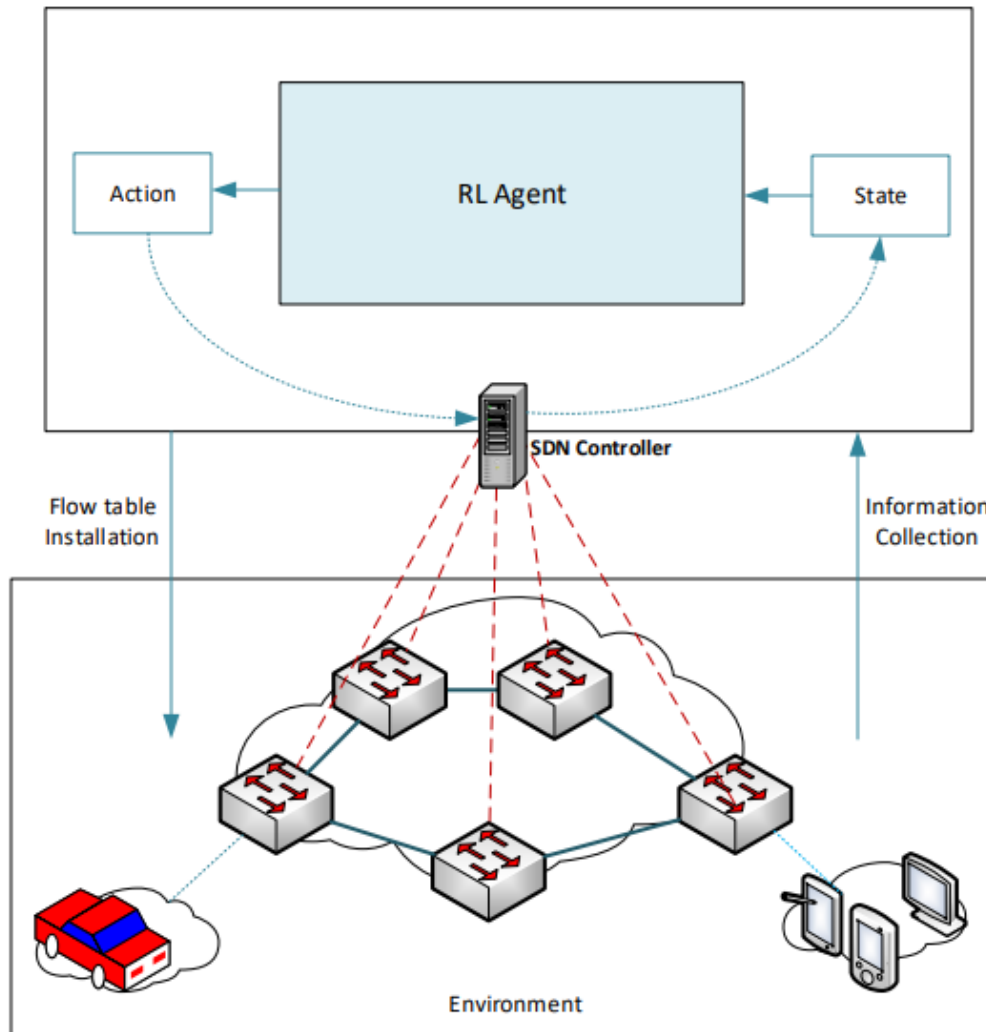 RL Agent
Action
State
SDN Controller
Flow table
Installation
Information
Collection
Environment